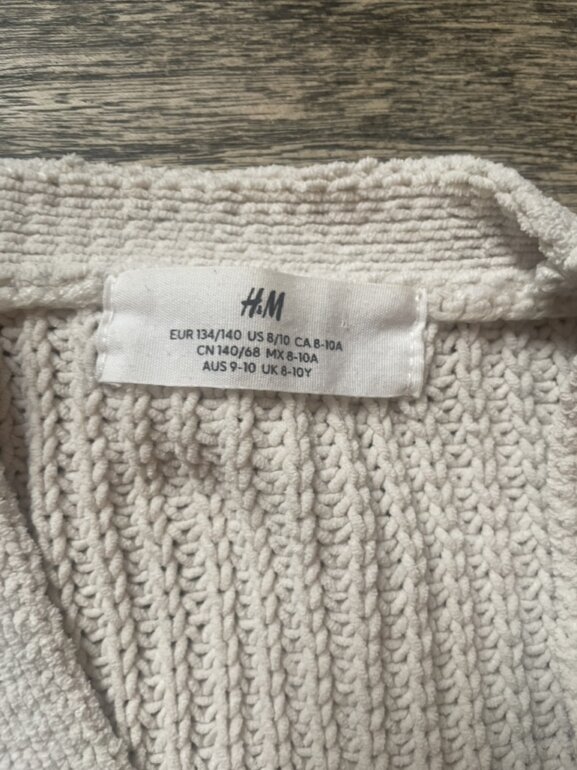 H&M
EUR 134/140 US 8/10 CA 8-10A
CN 140/68 MX 8-10A
AUS 9-10 UK 8-10Y